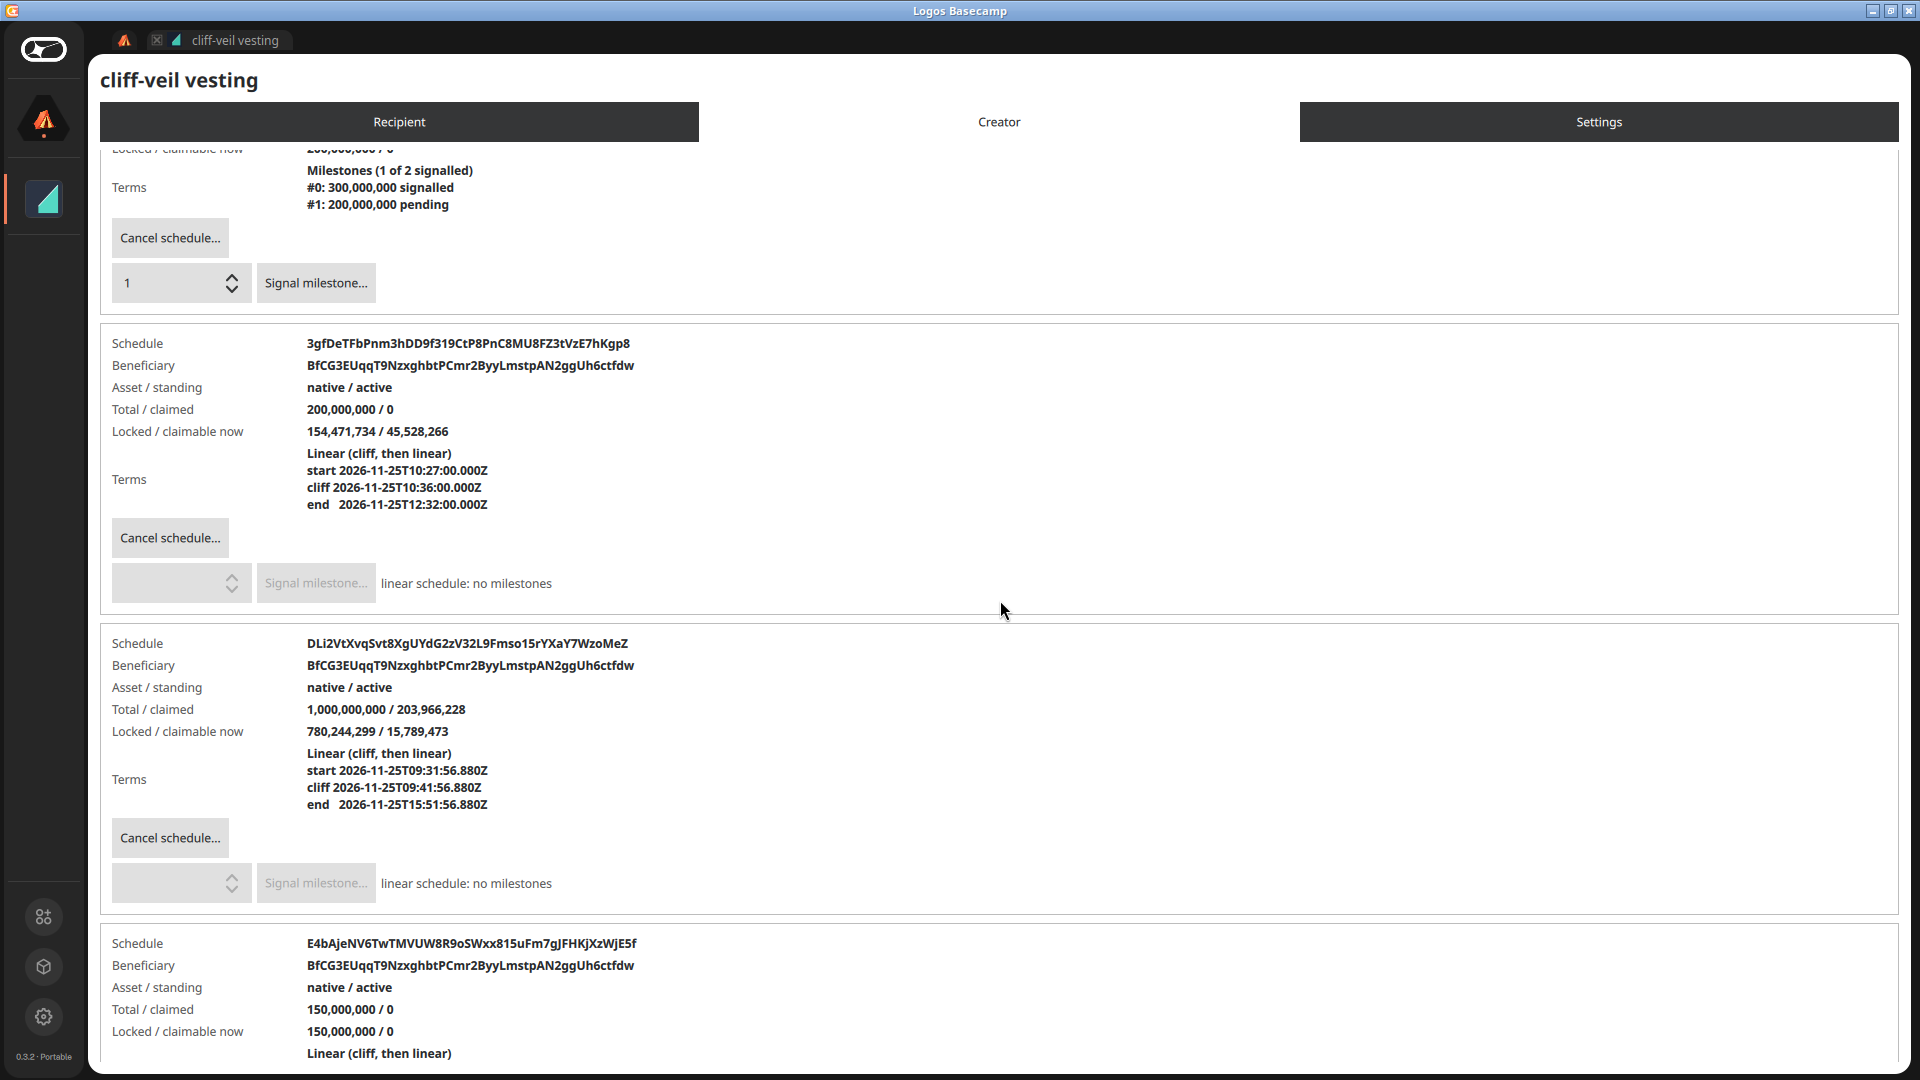 Logos Basecamp
cliff-veil vesting
cliff-veil vesting
Recipient
Creator
Settings
Locked / claimable now 200,000,000 / 0
Milestones (1 of 2 signalled)
Terms #0: 300,000,000 signalled
#1: 200,000,000 pending
Cancel schedule...
1 Signal milestone...
Schedule 3gfDeTFbPnm3hDD9f319CtP8PnC8MU8FZ3tVzE7hKgp8
Beneficiary BfCG3EUqqT9NzxghbtPCmr2ByyLmstpAN2ggUh6ctfdw
Asset / standing native / active
Total / claimed 200,000,000 / 0
Locked / claimable now 154,471,734 / 45,528,266
Linear (cliff, then linear)
start 2026-11-25T10:27:00.000Z
Terms cliff 2026-11-25T10:36:00.000Z
end 2026-11-25T12:32:00.000Z
Cancel schedule...
Signal milestone... linear schedule: no milestones
Schedule DLi2VtXvqSvt8XgUYdG2zV32L9Fmso15rYXaY7WzoMeZ
Beneficiary BfCG3EUqqT9NzxghbtPCmr2ByyLmstpAN2ggUh6ctfdw
Asset / standing native / active
Total / claimed 1,000,000,000 / 203,966,228
Locked / claimable now 780,244,299 / 15,789,473
Linear (cliff, then linear)
start 2026-11-25T09:31:56.880Z
Terms cliff 2026-11-25T09:41:56.880Z
end 2026-11-25T15:51:56.880Z
Cancel schedule...
Signal milestone... linear schedule: no milestones
Schedule E4bAjeNV6TwTMVUW8R9oSWxx815uFm7gJFHKjXzWjE5f
Beneficiary BfCG3EUqqT9NzxghbtPCmr2ByyLmstpAN2ggUh6ctfdw
Asset / standing native / active
Total / claimed 150,000,000 / 0
Locked / claimable now 150,000,000 / 0
Linear (cliff, then linear)
0.3.2 · Portable